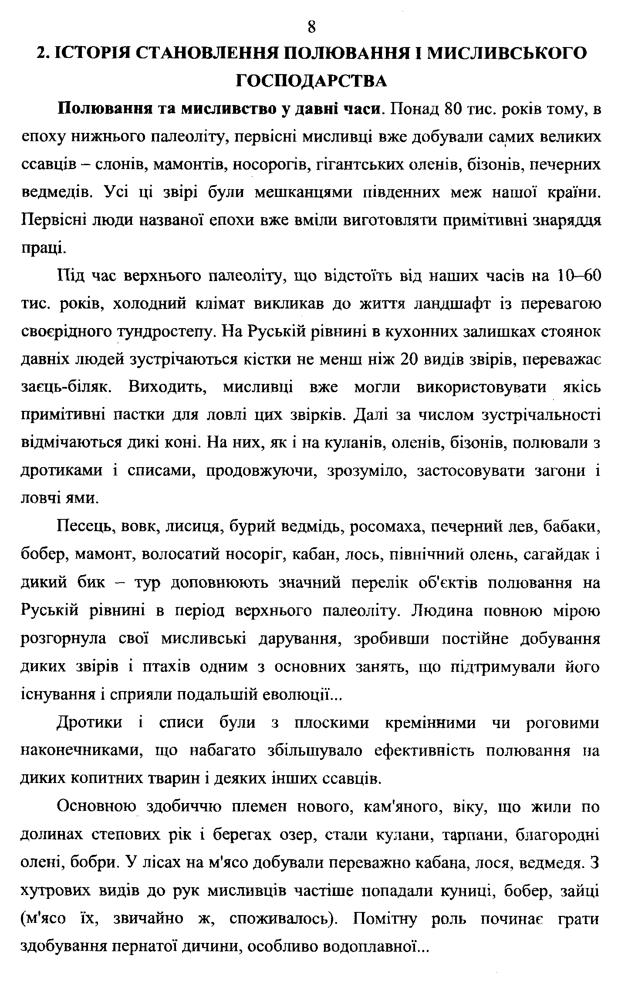 8
2. ІСТОРІЯ СТАНОВЛЕННЯ ПОЛЮВАННЯ І МИСЛИВСЬКОГО
ГОСПОДАРСТВА
Полювання та мисливство у давні часи. Понад 80 тис. років тому, в
епоху нижнього палеоліту, первісні мисливці вже добували самих великих
ссавців – слонів, мамонтів, носорогів, гігантських оленів, бізонів, печерних
ведмедів. Усі ці звірі були мешканцями південних меж нашої країни.
Первісні люди названої епохи вже вміли виготовляти примітивні знаряддя
праці.
Під час верхнього палеоліту, що відстоїть від наших часів на 10–60
тис. років, холодний клімат викликав до життя ландшафт із перевагою
своєрідного тундростепу. На Руській рівнині в кухонних залишках стоянок
давніх людей зустрічаються кістки не менш ніж 20 видів звірів, переважає
заєць-біляк. Виходить, мисливці вже могли використовувати якісь
примітивні пастки для ловлі цих звірків. Далі за числом зустрічальності
відмічаються дикі коні. На них, як і на куланів, оленів, бізонів, полювали з
дротиками і списами, продовжуючи, зрозуміло, застосовувати загони і
ловчі ями.
Песець, вовк, лисиця, бурий ведмідь, росомаха, печерний лев, бабаки,
бобер, мамонт, волосатий носоріг, кабан, лось, північний олень, сагайдак і
дикий бик – тур доповнюють значний перелік об'єктів полювання на
Руській рівнині в період верхнього палеоліту. Людина повною мірою
розгорнула свої мисливські дарування, зробивши постійне добування
диких звірів і птахів одним з основних занять, що підтримували його
існування і сприяли подальшій еволюції...
Дротики і списи були з плоскими кремінними чи роговими
наконечниками, що набагато збільшувало ефективність полювання на
диких копитних тварин і деяких інших ссавців.
Основною здобиччю племен нового, кам'яного, віку, що жили по
долинах степових рік і берегах озер, стали кулани, тарпани, благородні
олені, бобри. У лісах на м'ясо добували переважно кабана, лося, ведмедя. З
хутрових видів до рук мисливців частіше попадали куниці, бобер, зайці
(м'ясо їх, звичайно ж, споживалось). Помітну роль починає грати
здобування пернатої дичини, особливо водоплавної...